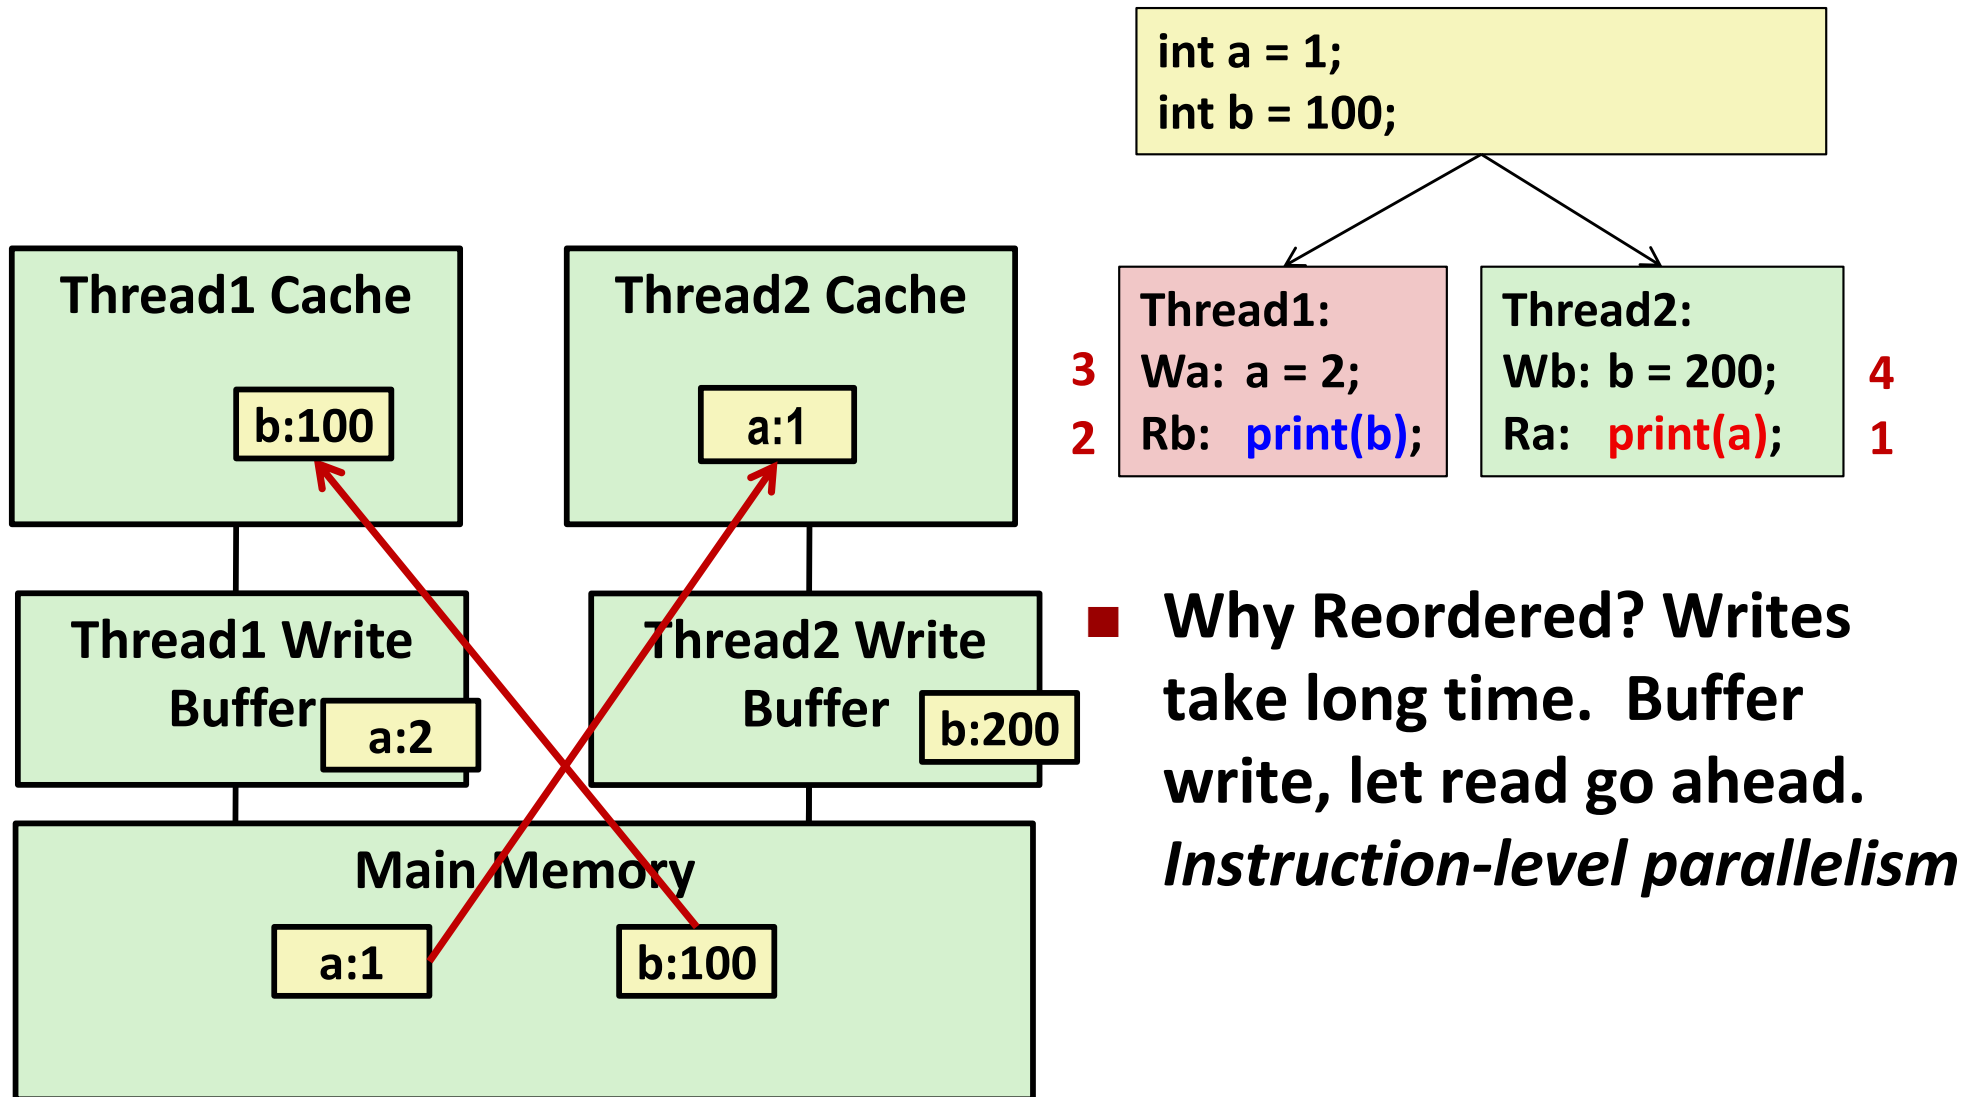 int a = 1;
int b = 100;
Thread1 Cache
b:100
Thread2 Cache
a:1
Thread1:
3 Wa: a = 2;
2 Rb: print(b);
Thread2:
Wb: b = 200; 4
Ra: print(a); 1
Thread1 Write
Buffer
a:2
Thread2 Write
Buffer
b:200
Main Memory
a:1
b:100
Why Reordered? Writes
take long time. Buffer
write, let read go ahead.
Instruction-level parallelism